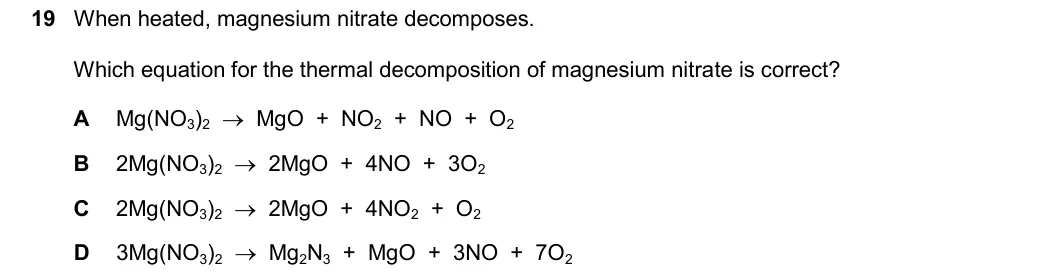 19 When heated, magnesium nitrate decomposes.
Which equation for the thermal decomposition of magnesium nitrate is correct?
A Mg(NO₃)₂ → MgO + NO₂ + NO + O₂
B 2Mg(NO₃)₂ → 2MgO + 4NO + 3O₂
C 2Mg(NO₃)₂ → 2MgO + 4NO₂ + O₂
D 3Mg(NO₃)₂ → Mg₂N₃ + MgO + 3NO + 7O₂